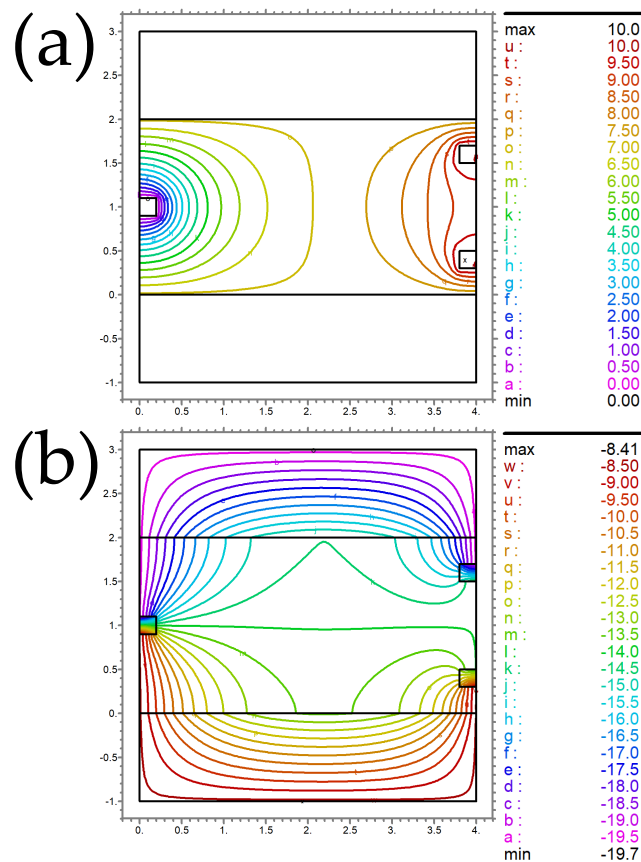 (a)
max 10.0
u : 10.0
t : 9.50
s : 9.00
r : 8.50
q : 8.00
p : 7.50
o : 7.00
n : 6.50
m : 6.00
l : 5.50
k : 5.00
j : 4.50
i : 4.00
h : 3.50
g : 3.00
f : 2.50
e : 2.00
d : 1.50
c : 1.00
b : 0.50
a : 0.00
min 0.00
3.
2.5
2.
1.5
1.
0.5
0.
-0.5
-1.
0. 0.5 1. 1.5 2. 2.5 3. 3.5 4.
(b)
max -8.41
w : -8.50
v : -9.00
u : -9.50
t : -10.0
s : -10.5
r : -11.0
q : -11.5
p : -12.0
o : -12.5
n : -13.0
m : -13.5
l : -14.0
k : -14.5
j : -15.0
i : -15.5
h : -16.0
g : -16.5
f : -17.0
e : -17.5
d : -18.0
c : -18.5
b : -19.0
a : -19.5
min -19.7
3.
2.5
2.
1.5
1.
0.5
0.
-0.5
-1.
0. 0.5 1. 1.5 2. 2.5 3. 3.5 4.